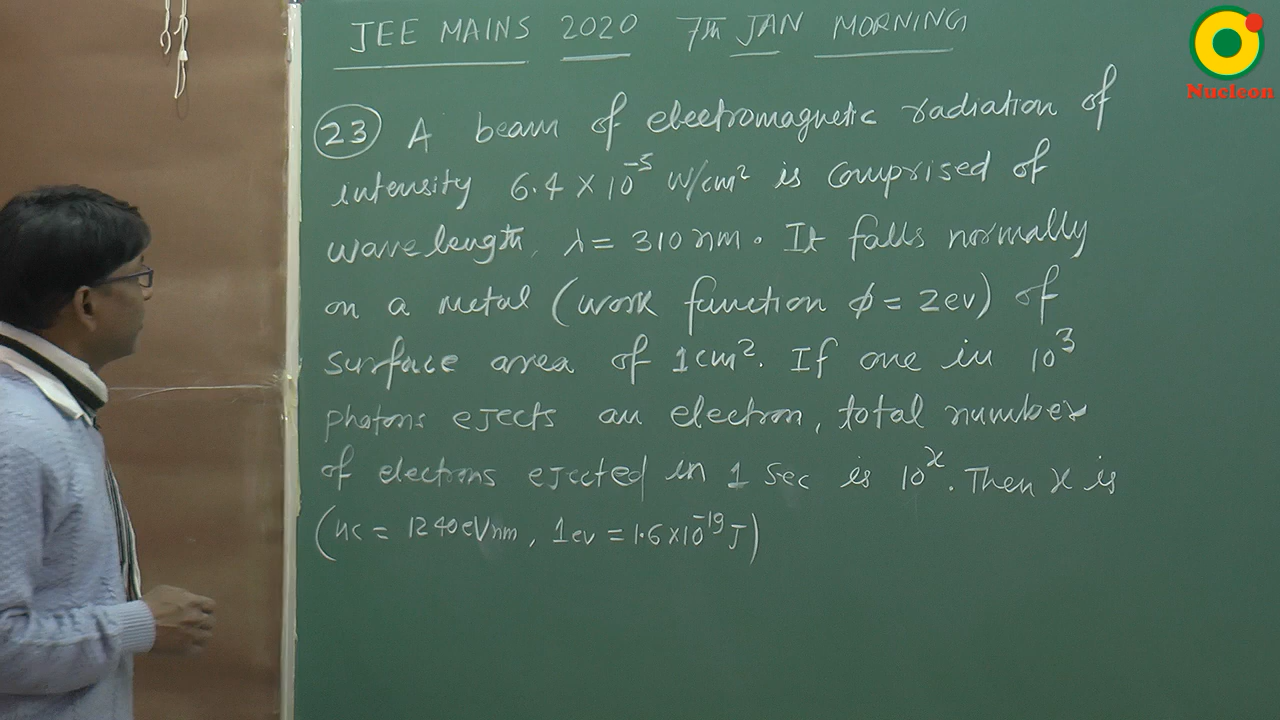 JEE MAINS 2020 7th JAN MORNING
Nucleon
23 A beam of electromagnetic radiation of
intensity 6.4 × 10⁻⁵ W/cm² is comprised of
wavelength, λ = 310 nm. It falls normally
on a metal (work function φ = 2ev) of
surface area of 1cm². If one in 10³
photons ejects an electron, total number
of electrons ejected in 1 sec is 10ˣ. Then x is
(hc = 1240eVnm, 1ev = 1.6×10⁻¹⁹ J)